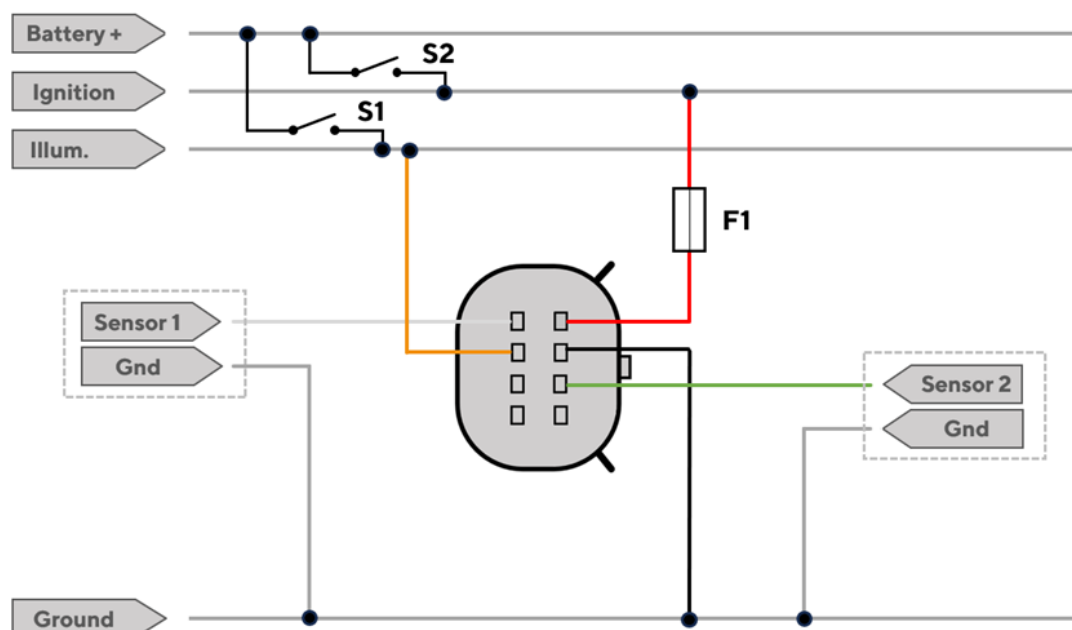 Battery +
S2
Ignition
S1
Illum.
F1
Sensor 1
Gnd
Sensor 2
Gnd
Ground